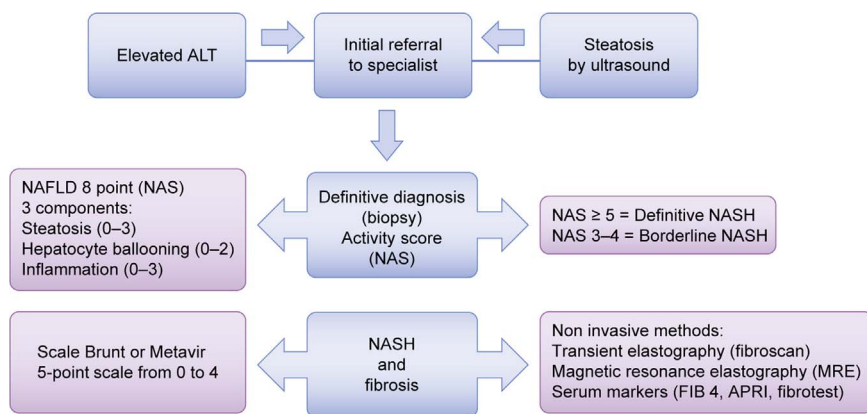 Elevated ALT
Initial referral
to specialist
Steatosis
by ultrasound
NAFLD 8 point (NAS)
3 components:
Steatosis (0–3)
Hepatocyte ballooning (0–2)
Inflammation (0–3)
Definitive diagnosis
(biopsy)
Activity score
(NAS)
NAS ≥ 5 = Definitive NASH
NAS 3–4 = Borderline NASH
Scale Brunt or Metavir
5-point scale from 0 to 4
NASH
and
fibrosis
Non invasive methods:
Transient elastography (fibroscan)
Magnetic resonance elastography (MRE)
Serum markers (FIB 4, APRI, fibrotest)